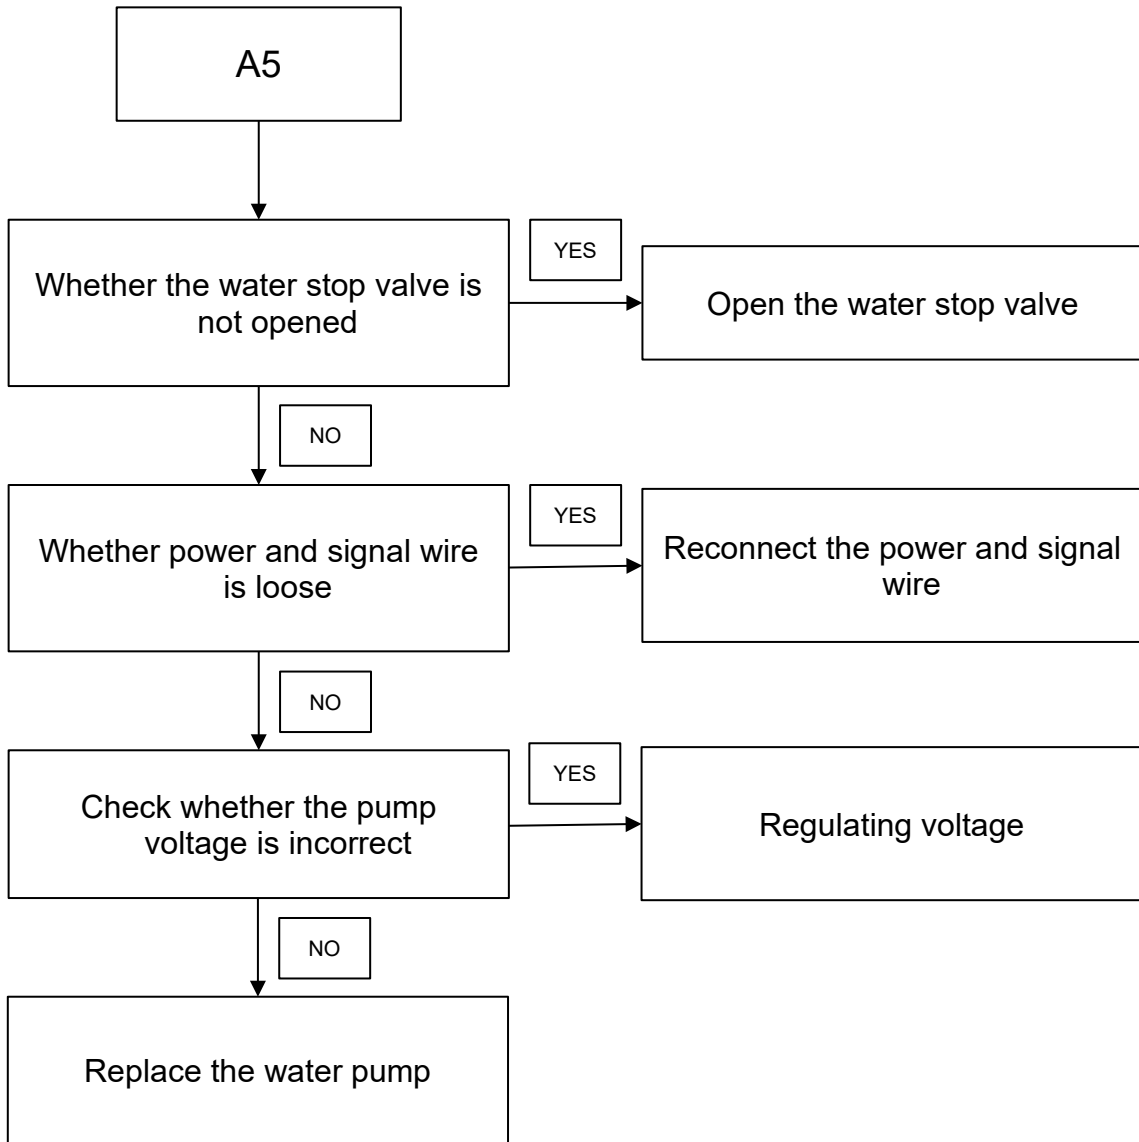 A5
Whether the water stop valve is
not opened
YES
Open the water stop valve
NO
Whether power and signal wire
is loose
YES
Reconnect the power and signal
wire
NO
Check whether the pump
voltage is incorrect
YES
Regulating voltage
NO
Replace the water pump